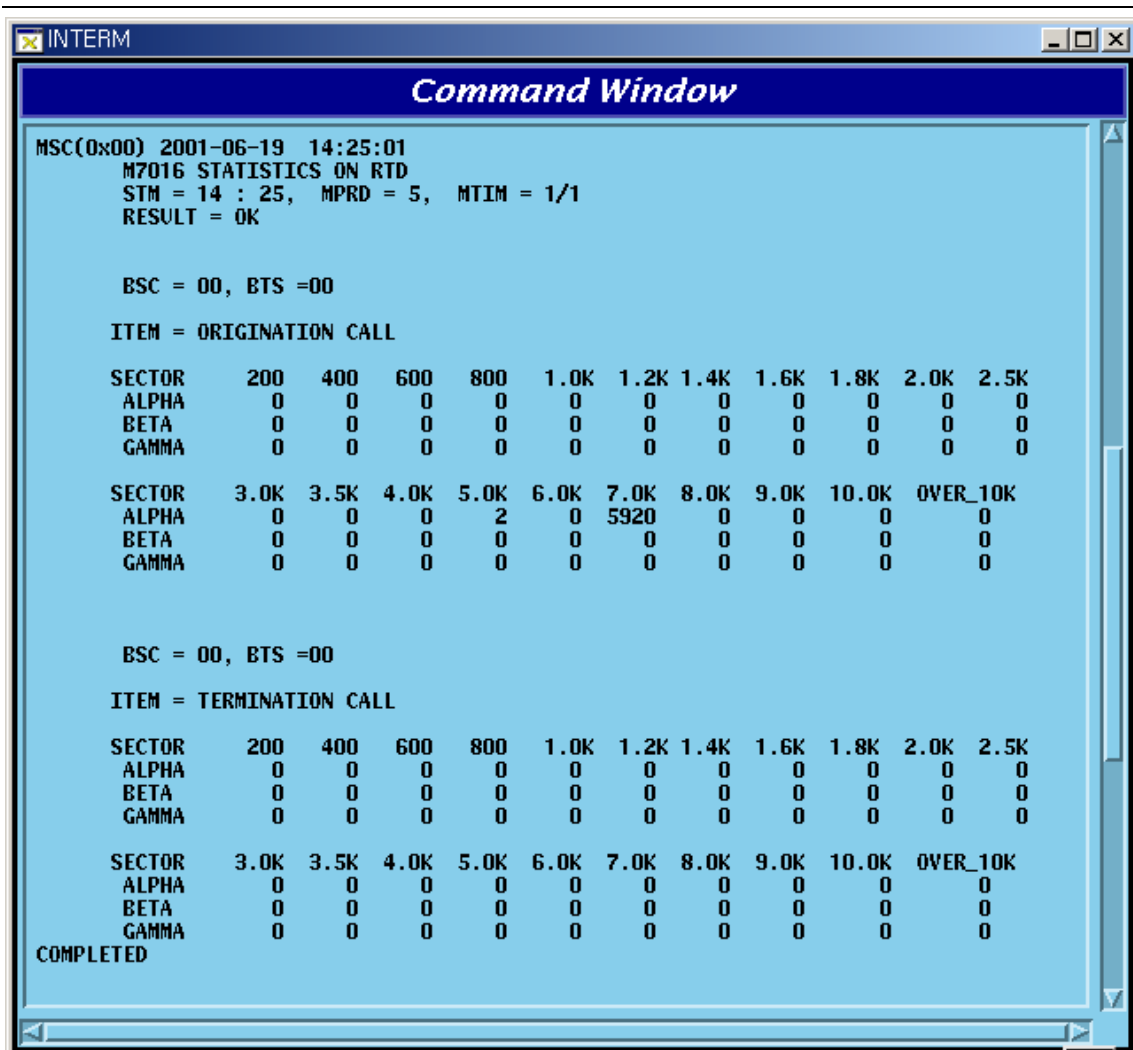 INTERM
Command Window
MSC(0x00) 2001-06-19 14:25:01
M7016 STATISTICS ON RTD
STM = 14 : 25, MPRD = 5, MTIM = 1/1
RESULT = OK
BSC = 00, BTS =00
ITEM = ORIGINATION CALL
SECTOR 200 400 600 800 1.0K 1.2K 1.4K 1.6K 1.8K 2.0K 2.5K
ALPHA 0 0 0 0 0 0 0 0 0 0 0
BETA 0 0 0 0 0 0 0 0 0 0 0
GAMMA 0 0 0 0 0 0 0 0 0 0 0
SECTOR 3.0K 3.5K 4.0K 5.0K 6.0K 7.0K 8.0K 9.0K 10.0K OVER_10K
ALPHA 0 0 0 2 0 5920 0 0 0 0
BETA 0 0 0 0 0 0 0 0 0 0
GAMMA 0 0 0 0 0 0 0 0 0 0
BSC = 00, BTS =00
ITEM = TERMINATION CALL
SECTOR 200 400 600 800 1.0K 1.2K 1.4K 1.6K 1.8K 2.0K 2.5K
ALPHA 0 0 0 0 0 0 0 0 0 0 0
BETA 0 0 0 0 0 0 0 0 0 0 0
GAMMA 0 0 0 0 0 0 0 0 0 0 0
SECTOR 3.0K 3.5K 4.0K 5.0K 6.0K 7.0K 8.0K 9.0K 10.0K OVER_10K
ALPHA 0 0 0 0 0 0 0 0 0 0
BETA 0 0 0 0 0 0 0 0 0 0
GAMMA 0 0 0 0 0 0 0 0 0 0
COMPLETED